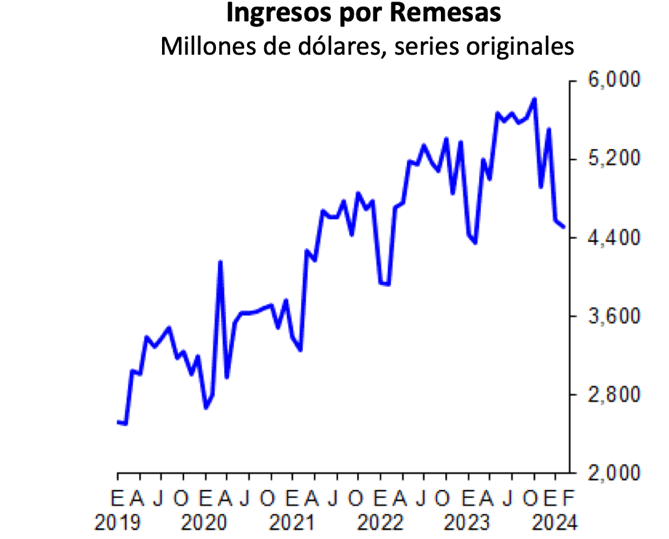 Ingresos por Remesas
Millones de dólares, series originales
6,000
5,200
4,400
3,600
2,800
2,000
E A J O E A J O E A J O E A J O E A J O E F
2019 2020 2021 2022 2023 2024